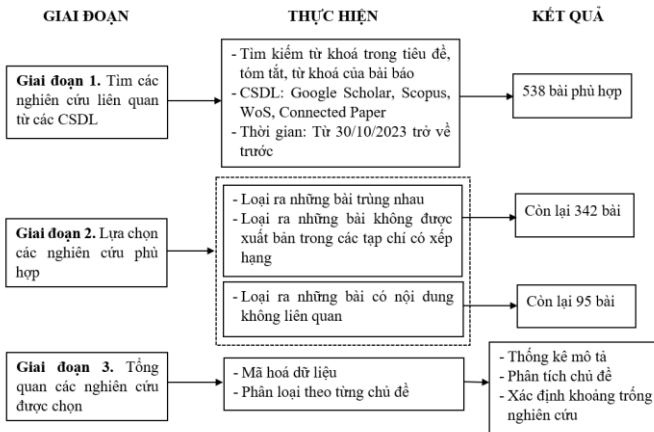 GIAI ĐOẠN
THỰC HIỆN
KẾT QUẢ
Giai đoạn 1. Tìm các
nghiên cứu liên quan
từ các CSDL
- Tìm kiếm từ khoá trong tiêu đề,
tóm tắt, từ khoá của bài báo
- CSDL: Google Scholar, Scopus,
WoS, Connected Paper
- Thời gian: Từ 30/10/2023 trở về
trước
538 bài phù hợp
Giai đoạn 2. Lựa chọn
các nghiên cứu phù
hợp
- Loại ra những bài trùng nhau
- Loại ra những bài không được
xuất bản trong các tạp chí có xếp
hạng
Còn lại 342 bài
- Loại ra những bài có nội dung
không liên quan
Còn lại 95 bài
Giai đoạn 3. Tổng
quan các nghiên cứu
được chọn
- Mã hoá dữ liệu
- Phân loại theo từng chủ đề
- Thống kê mô tả
- Phân tích chủ đề
- Xác định khoảng trống
nghiên cứu